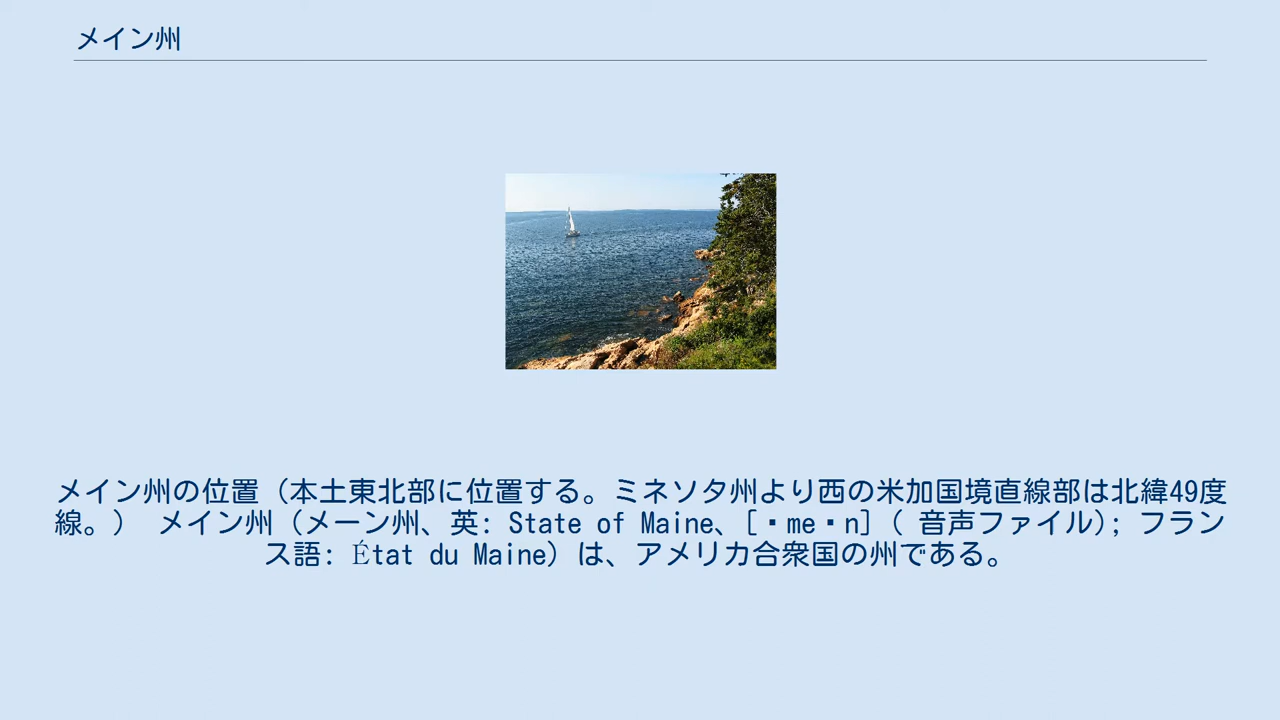 メイン州
メイン州の位置（本土東北部に位置する。ミネソタ州より西の米加国境直線部は北緯49度
線。） メイン州（メーン州、英: State of Maine、[·me·n]（ 音声ファイル); フラン
ス語: État du Maine）は、アメリカ合衆国の州である。